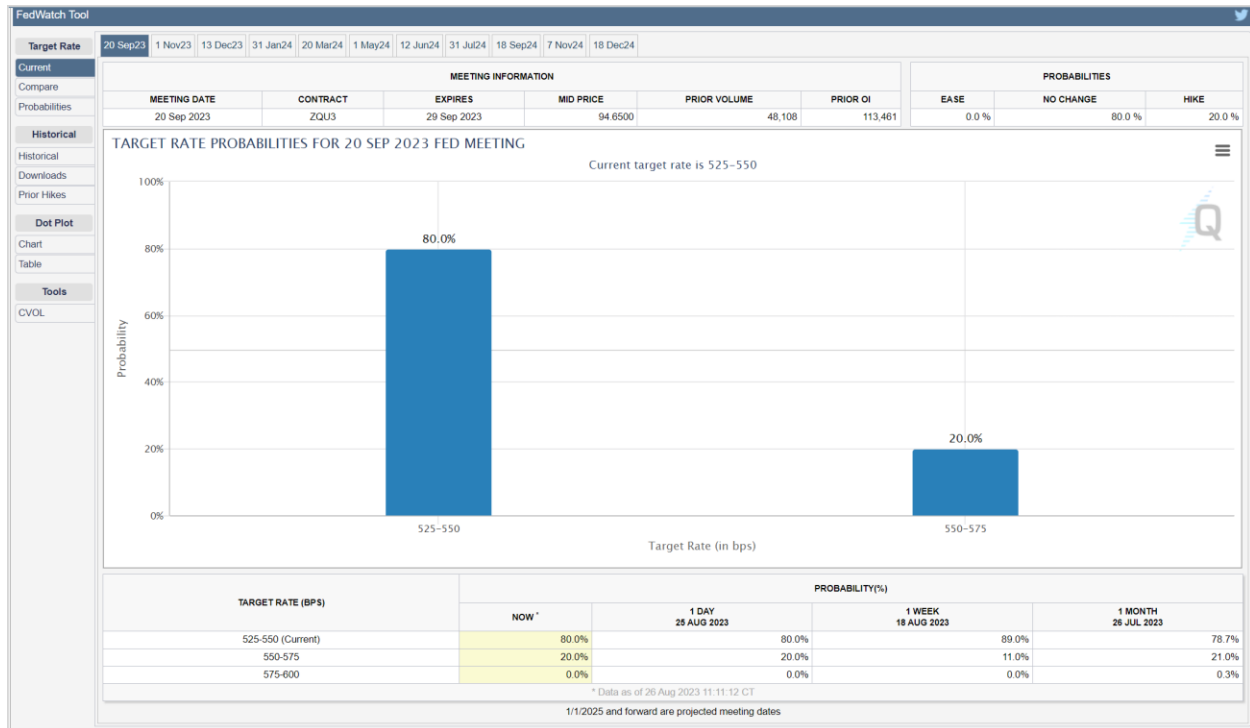 FedWatch Tool
Target Rate
Current
Compare
Probabilities
Historical
Historical
Downloads
Prior Hikes
Dot Plot
Chart
Table
Tools
CVOL
20 Sep23 1 Nov23 13 Dec23 31 Jan24 20 Mar24 1 May24 12 Jun24 31 Jul24 18 Sep24 7 Nov24 18 Dec24
MEETING INFORMATION
MEETING DATE CONTRACT EXPIRES MID PRICE PRIOR VOLUME PRIOR OI
20 Sep 2023 ZQU3 29 Sep 2023 94.6500 48,108 113,461
PROBABILITIES
EASE NO CHANGE HIKE
0.0 % 80.0 % 20.0 %
TARGET RATE PROBABILITIES FOR 20 SEP 2023 FED MEETING
Current target rate is 525-550
Q
Probability
100%
80%
60%
40%
20%
0%
80.0%
20.0%
525-550 550-575
Target Rate (in bps)
TARGET RATE (BPS) PROBABILITY(%)
NOW * 1 DAY 25 AUG 2023 1 WEEK 18 AUG 2023 1 MONTH 26 JUL 2023
525-550 (Current) 80.0% 80.0% 89.0% 78.7%
550-575 20.0% 20.0% 11.0% 21.0%
575-600 0.0% 0.0% 0.0% 0.3%
* Data as of 26 Aug 2023 11:11:12 CT
1/1/2025 and forward are projected meeting dates